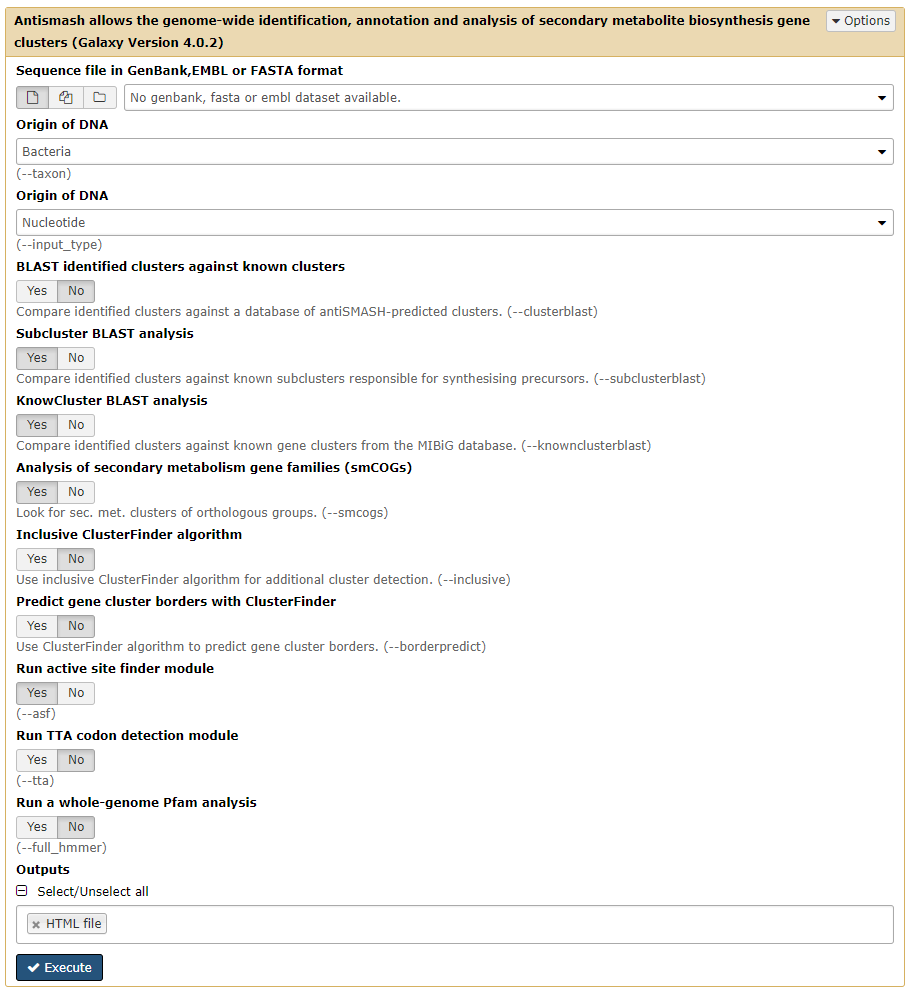 Antismash allows the genome-wide identification, annotation and analysis of secondary metabolite biosynthesis gene
clusters (Galaxy Version 4.0.2)
Options
Sequence file in GenBank,EMBL or FASTA format
No genbank, fasta or embl dataset available.
Origin of DNA
Bacteria
(--taxon)
Origin of DNA
Nucleotide
(--input_type)
BLAST identified clusters against known clusters
Yes No
Compare identified clusters against a database of antiSMASH-predicted clusters. (--clusterblast)
Subcluster BLAST analysis
Yes No
Compare identified clusters against known subclusters responsible for synthesising precursors. (--subclusterblast)
KnowCluster BLAST analysis
Yes No
Compare identified clusters against known gene clusters from the MIBiG database. (--knownclusterblast)
Analysis of secondary metabolism gene families (smCOGs)
Yes No
Look for sec. met. clusters of orthologous groups. (--smcogs)
Inclusive ClusterFinder algorithm
Yes No
Use inclusive ClusterFinder algorithm for additional cluster detection. (--inclusive)
Predict gene cluster borders with ClusterFinder
Yes No
Use ClusterFinder algorithm to predict gene cluster borders. (--borderpredict)
Run active site finder module
Yes No
(--asf)
Run TTA codon detection module
Yes No
(--tta)
Run a whole-genome Pfam analysis
Yes No
(--full_hmmer)
Outputs
Select/Unselect all
HTML file
Execute